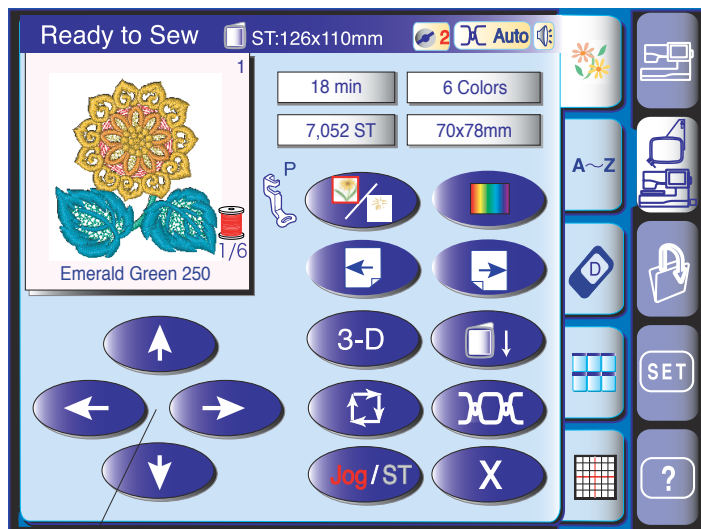 Ready to Sew ST:126x110mm 2 Auto
1
18 min 6 Colors
7,052 ST 70x78mm
A~Z
P
1/6
D
Emerald Green 250
3-D
SET
Jog/ST X
?